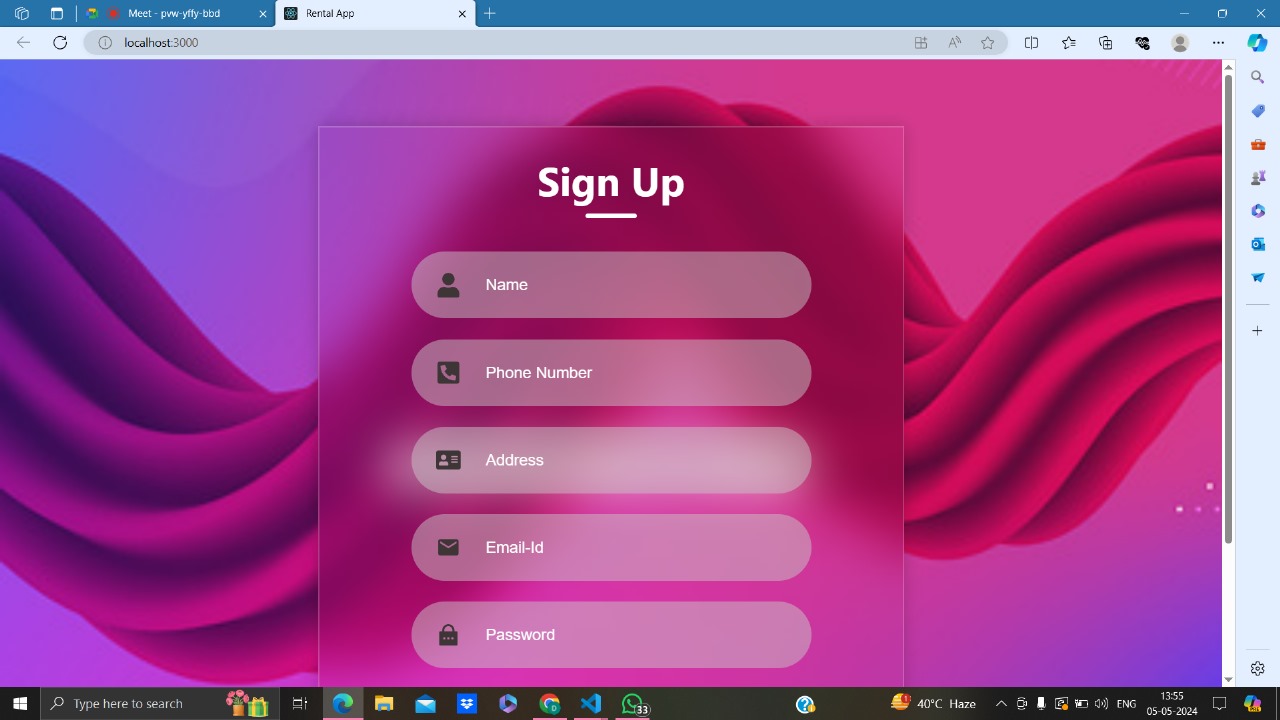 Meet - pvw-yffy-bbd
Rental App
localhost:3000
Sign Up
Name
Phone Number
Address
Email-Id
Password
Type here to search
33
1
40°C Haze
ENG
13:55
05-05-2024